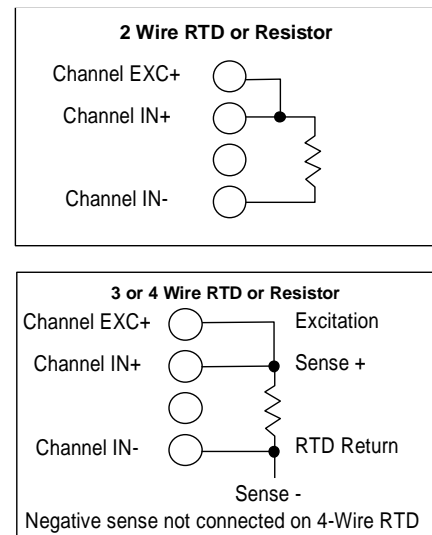 2 Wire RTD or Resistor
Channel EXC+
Channel IN+
Channel IN-
3 or 4 Wire RTD or Resistor
Channel EXC+ Excitation
Channel IN+ Sense +
Channel IN- RTD Return
Sense -
Negative sense not connected on 4-Wire RTD